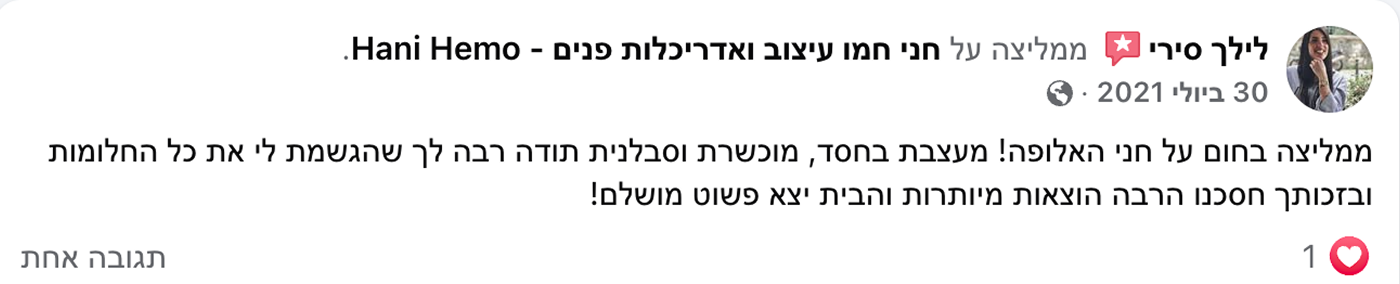 לילך סירי ממליצה על חני חמו עיצוב ואדריכלות פנים - Hani Hemo.
30 ביולי 2021 ·
ממליצה בחום על חני האלופה! מעצבת בחסד, מוכשרת וסבלנית תודה רבה לך שהגשמת לי את כל החלומות
ובזכותך חסכנו הרבה הוצאות מיותרות והבית יצא פשוט מושלם!
1 תגובה אחת